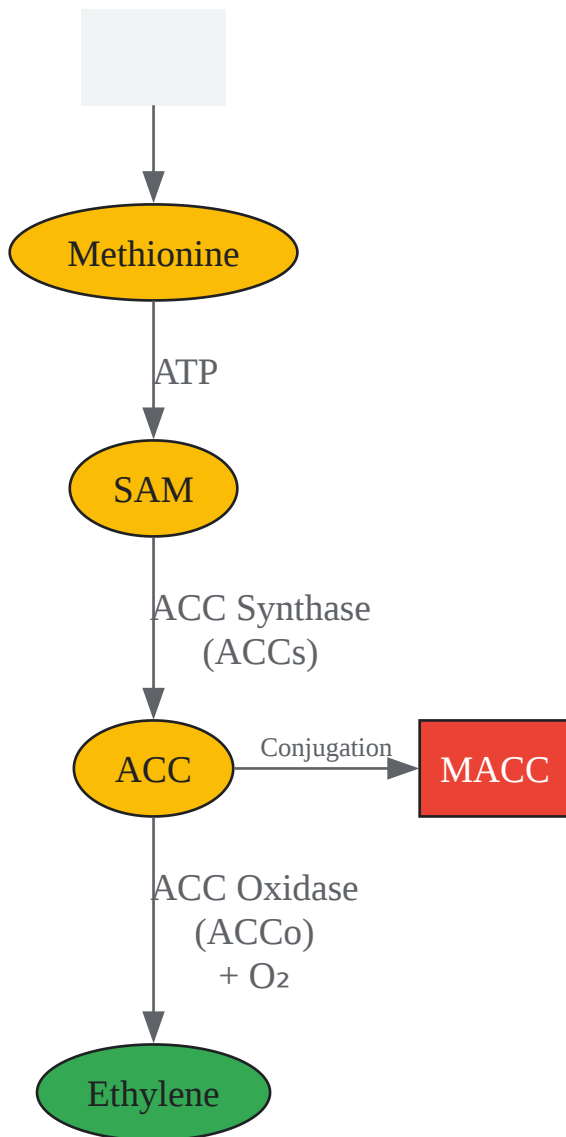 Methionine
ATP
SAM
ACC Synthase
(ACCs)
ACC
Conjugation
MACC
ACC Oxidase
(ACCo)
+ O₂
Ethylene